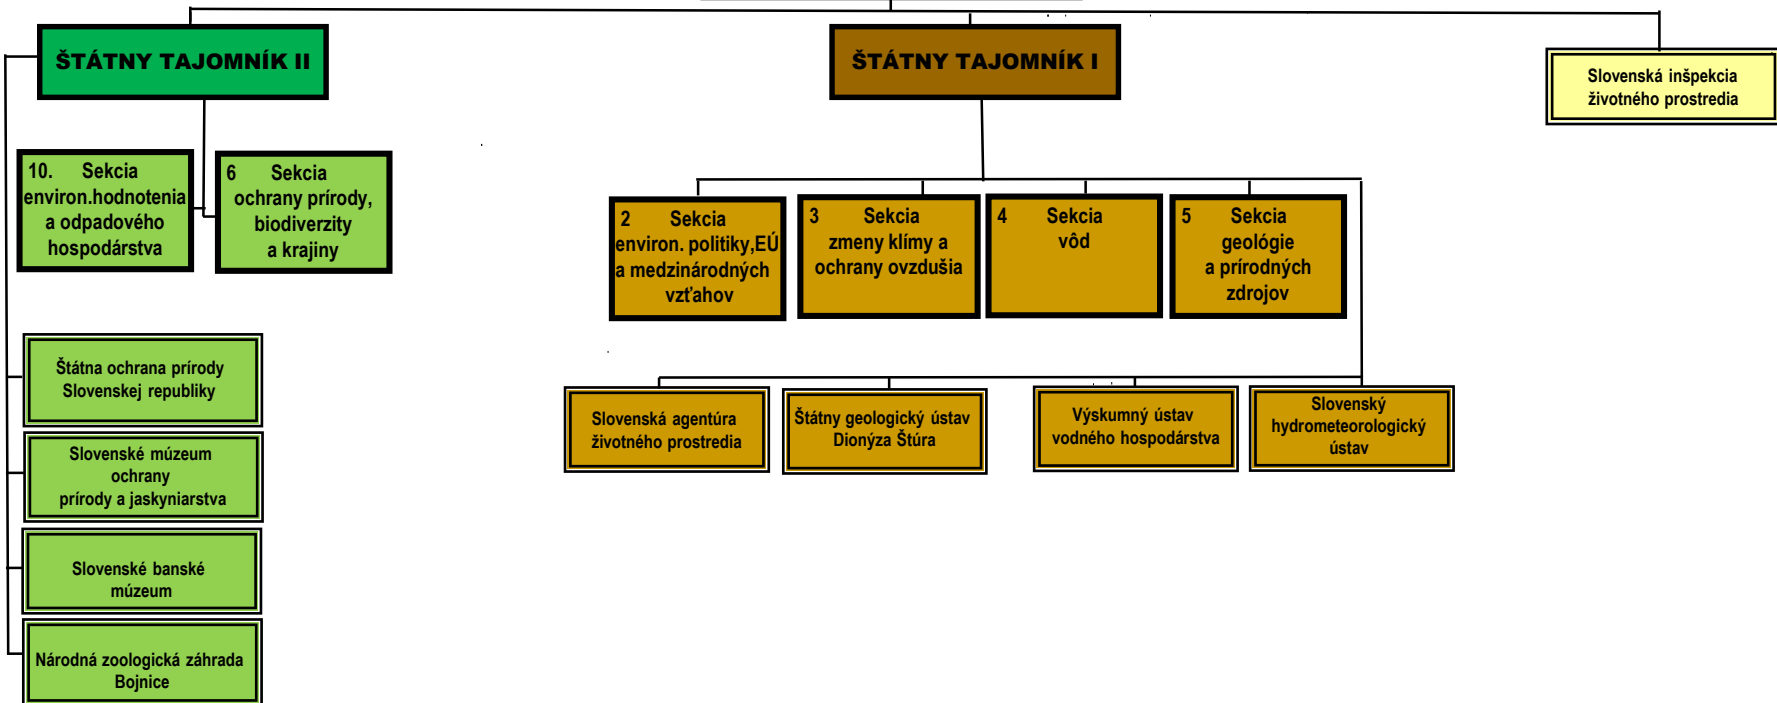 ŠTÁTNY TAJOMNÍK II
ŠTÁTNY TAJOMNÍK I
Slovenská inšpekcia
životného prostredia
10. Sekcia
environ.hodnotenia
a odpadového
hospodárstva
6 Sekcia
ochrany prírody,
biodiverzity
a krajiny
2 Sekcia
environ. politiky,EÚ
a medzinárodných
vzťahov
3 Sekcia
zmeny klímy a
ochrany ovzdušia
4 Sekcia
vôd
5 Sekcia
geológie
a prírodných
zdrojov
Štátna ochrana prírody
Slovenskej republiky
Slovenské múzeum
ochrany
prírody a jaskyniarstva
Slovenské banské
múzeum
Národná zoologická záhrada
Bojnice
Slovenská agentúra
životného prostredia
Štátny geologický ústav
Dionýza Štúra
Výskumný ústav
vodného hospodárstva
Slovenský
hydrometeorologický
ústav